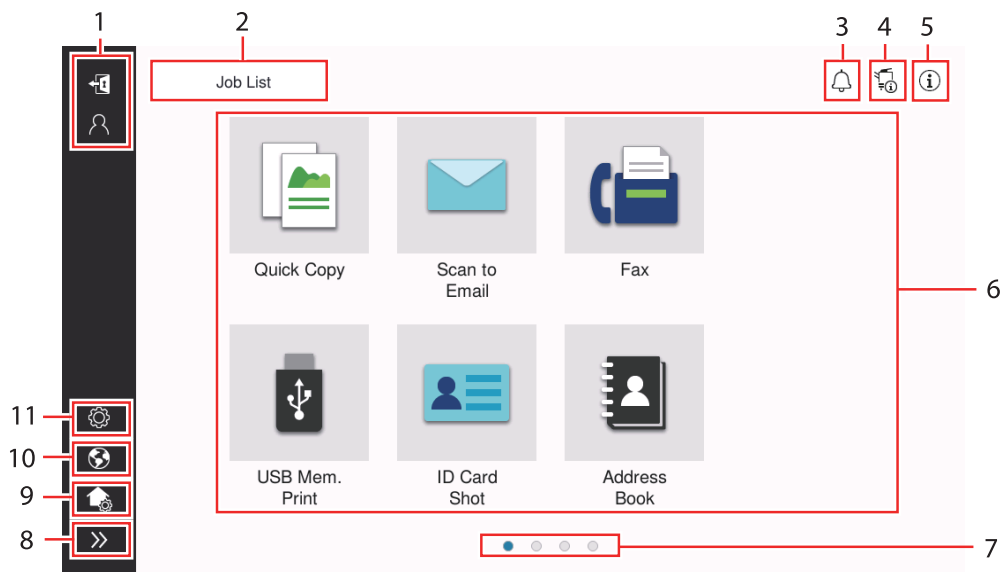 1
2
3
4
5
Job List
Quick Copy
Scan to
Email
Fax
6
USB Mem.
Print
ID Card
Shot
Address
Book
11
10
9
8
7